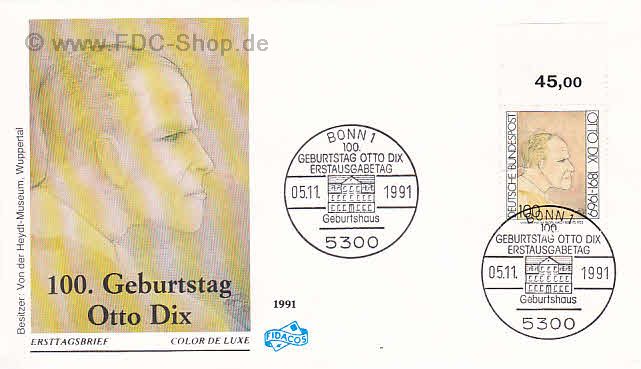 © www.FDC-Shop.de
Besitzer: Von der Heydt-Museum, Wuppertal
100. Geburtstag
Otto Dix
ERSTTAGSBRIEF COLOR DE LUXE
1991
FIDACOS
BONN 1
100.
GEBURTSTAG OTTO DIX
ERSTAUSGABETAG
05.11. 1991
Geburtshaus
5300
45,00
DEUTSCHE BUNDESPOST
OTTO DIX 1891-1969
100
BONN 1
100.
GEBURTSTAG OTTO DIX
ERSTAUSGABETAG
05.11. 1991
Geburtshaus
5300